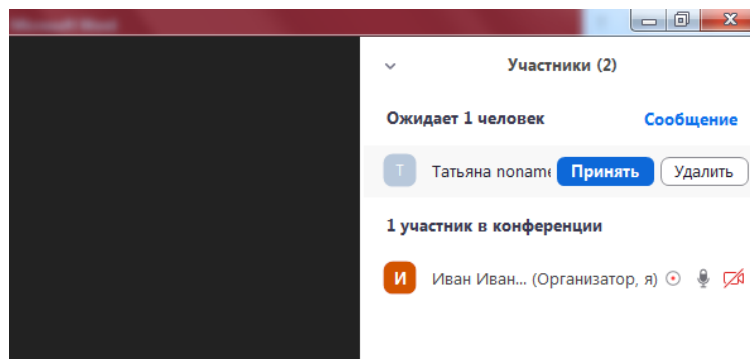 Участники (2)
Ожидает 1 человек Сообщение
Т Татьяна noname Принять Удалить
1 участник в конференции
И Иван Иван... (Организатор, я)